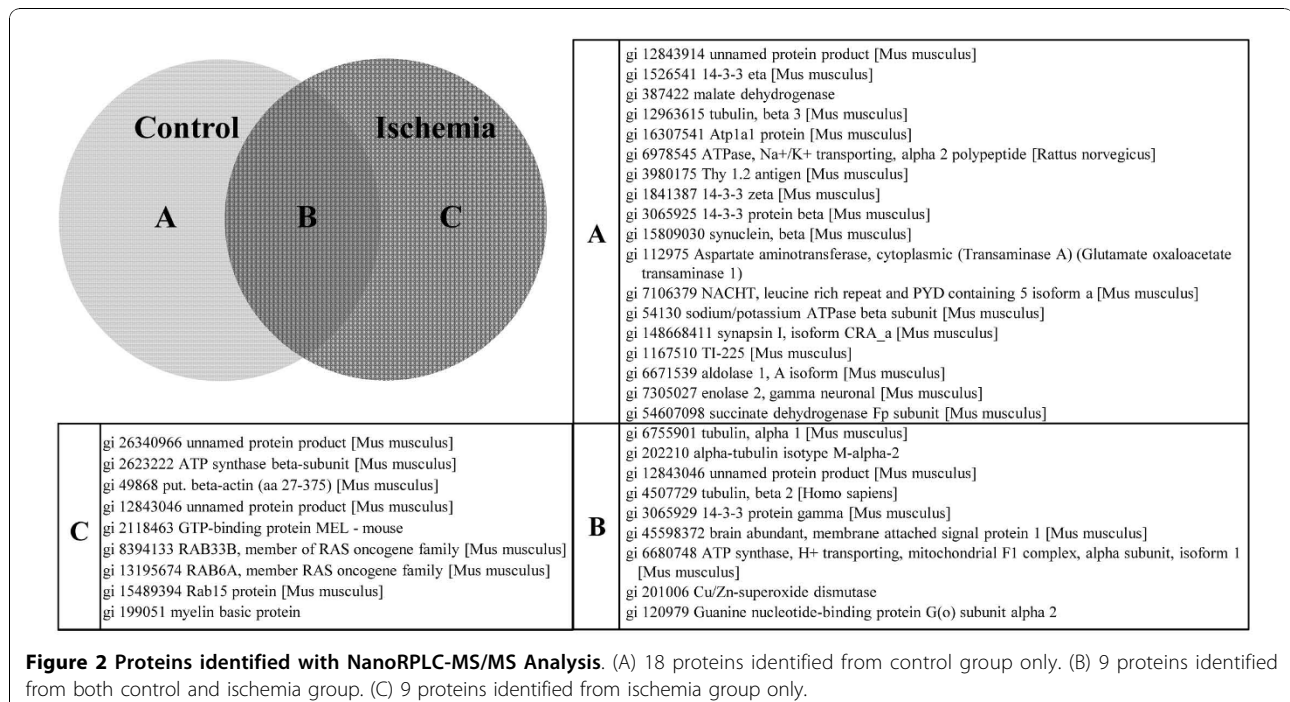 Control
Ischemia
A
B
C
A
gi 12843914 unnamed protein product [Mus musculus]
gi 1526541 14-3-3 eta [Mus musculus]
gi 387422 malate dehydrogenase
gi 12963615 tubulin, beta 3 [Mus musculus]
gi 16307541 Atp1a1 protein [Mus musculus]
gi 6978545 ATPase, Na+/K+ transporting, alpha 2 polypeptide [Rattus norvegicus]
gi 3980175 Thy 1.2 antigen [Mus musculus]
gi 1841387 14-3-3 zeta [Mus musculus]
gi 3065925 14-3-3 protein beta [Mus musculus]
gi 15809030 synuclein, beta [Mus musculus]
gi 112975 Aspartate aminotransferase, cytoplasmic (Transaminase A) (Glutamate oxaloacetate
transaminase 1)
gi 7106379 NACHT, leucine rich repeat and PYD containing 5 isoform a [Mus musculus]
gi 54130 sodium/potassium ATPase beta subunit [Mus musculus]
gi 148668411 synapsin I, isoform CRA_a [Mus musculus]
gi 1167510 TI-225 [Mus musculus]
gi 6671539 aldolase 1, A isoform [Mus musculus]
gi 7305027 enolase 2, gamma neuronal [Mus musculus]
gi 54607098 succinate dehydrogenase Fp subunit [Mus musculus]
C
gi 26340966 unnamed protein product [Mus musculus]
gi 2623222 ATP synthase beta-subunit [Mus musculus]
gi 49868 put. beta-actin (aa 27-375) [Mus musculus]
gi 12843046 unnamed protein product [Mus musculus]
gi 2118463 GTP-binding protein MEL - mouse
gi 8394133 RAB33B, member of RAS oncogene family [Mus musculus]
gi 13195674 RAB6A, member RAS oncogene family [Mus musculus]
gi 15489394 Rab15 protein [Mus musculus]
gi 199051 myelin basic protein
B
gi 6755901 tubulin, alpha 1 [Mus musculus]
gi 202210 alpha-tubulin isotype M-alpha-2
gi 12843046 unnamed protein product [Mus musculus]
gi 4507729 tubulin, beta 2 [Homo sapiens]
gi 3065929 14-3-3 protein gamma [Mus musculus]
gi 45598372 brain abundant, membrane attached signal protein 1 [Mus musculus]
gi 6680748 ATP synthase, H+ transporting, mitochondrial F1 complex, alpha subunit, isoform 1
[Mus musculus]
gi 201006 Cu/Zn-superoxide dismutase
gi 120979 Guanine nucleotide-binding protein G(o) subunit alpha 2
Figure 2 Proteins identified with NanoRPLC-MS/MS Analysis. (A) 18 proteins identified from control group only. (B) 9 proteins identified
from both control and ischemia group. (C) 9 proteins identified from ischemia group only.